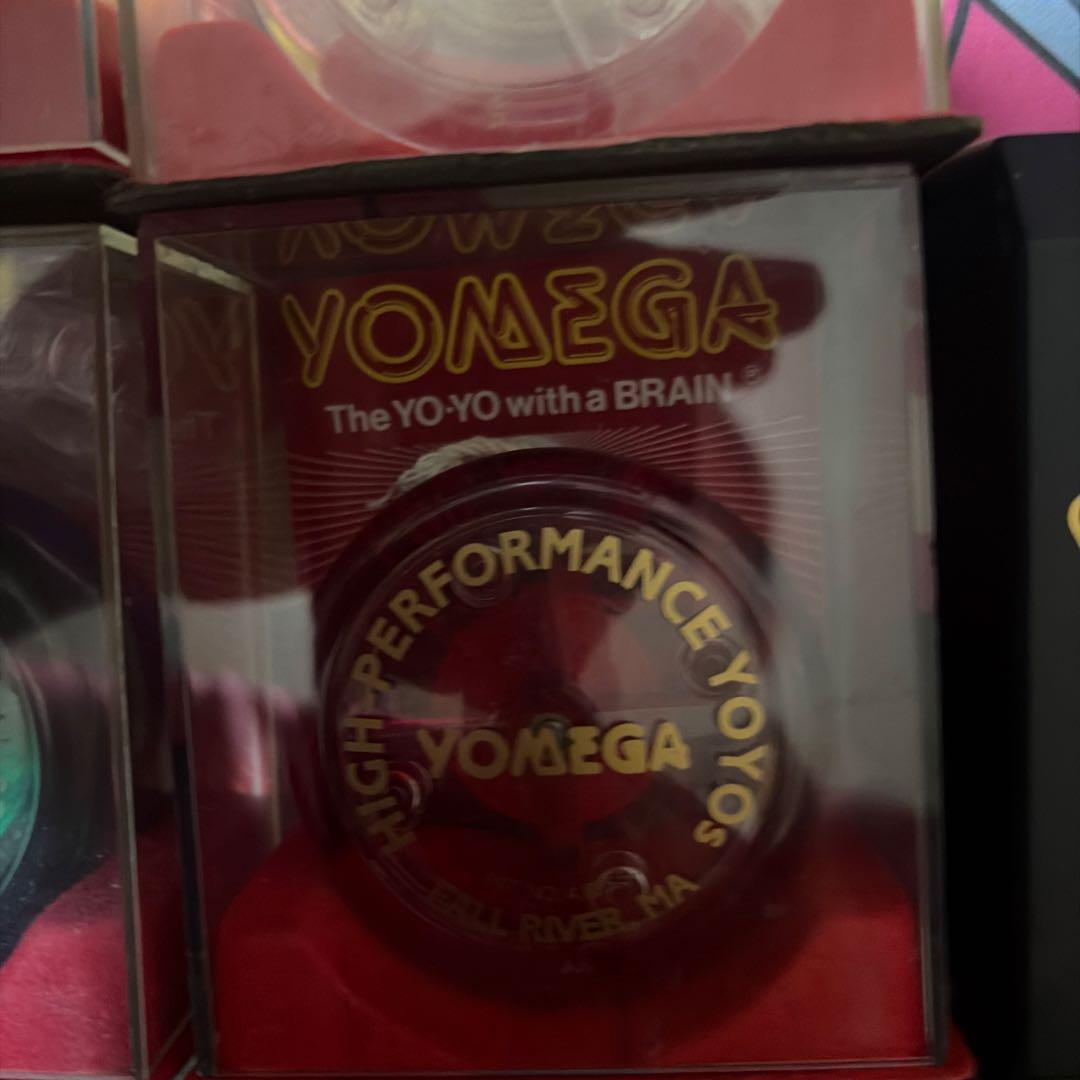 YOMEGA
The YO-YO with a BRAIN®
HIGH-PERFORMANCE YOYOs
YOMEGA
FALL RIVER, MA